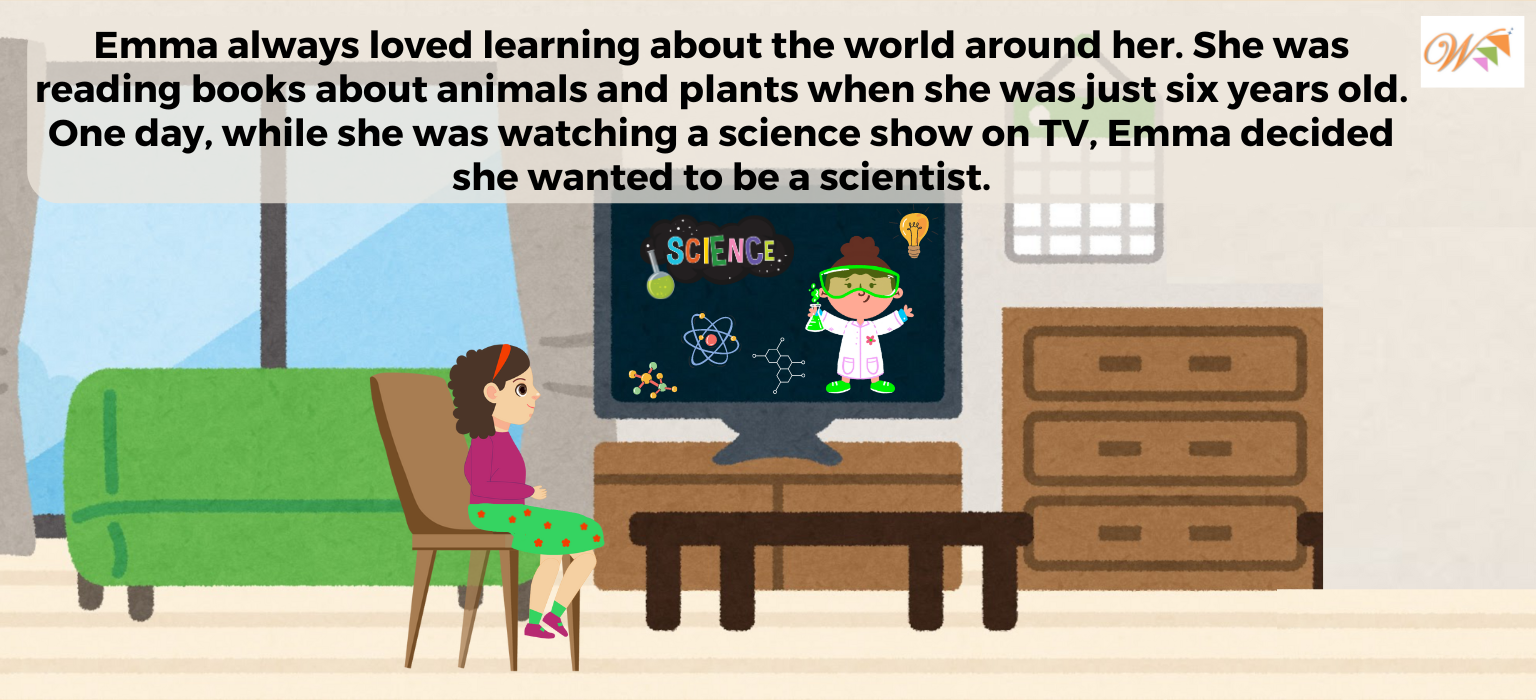 Emma always loved learning about the world around her. She was
reading books about animals and plants when she was just six years old.
One day, while she was watching a science show on TV, Emma decided
she wanted to be a scientist.
W
SCIENCE